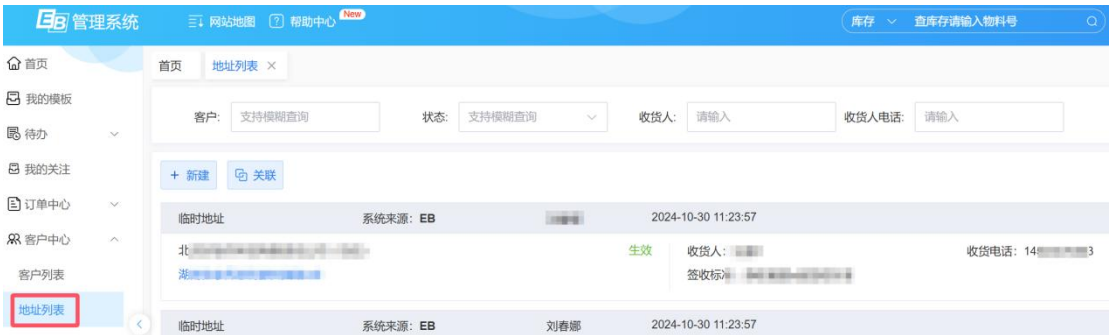 EB 管理系统 网站地图 帮助中心 New 库存 查库存请输入物料号
首页
我的模板
待办
我的关注
订单中心
客户中心
客户列表
地址列表
首页 地址列表
客户: 支持模糊查询 状态: 支持模糊查询 收货人: 请输入 收货人电话: 请输入
+ 新建 关联
临时地址 系统来源: EB 2024-10-30 11:23:57
北 生效 收货人: 收货电话: 14 3
湖 签收标准
临时地址 系统来源: EB 刘春娜 2024-10-30 11:23:57